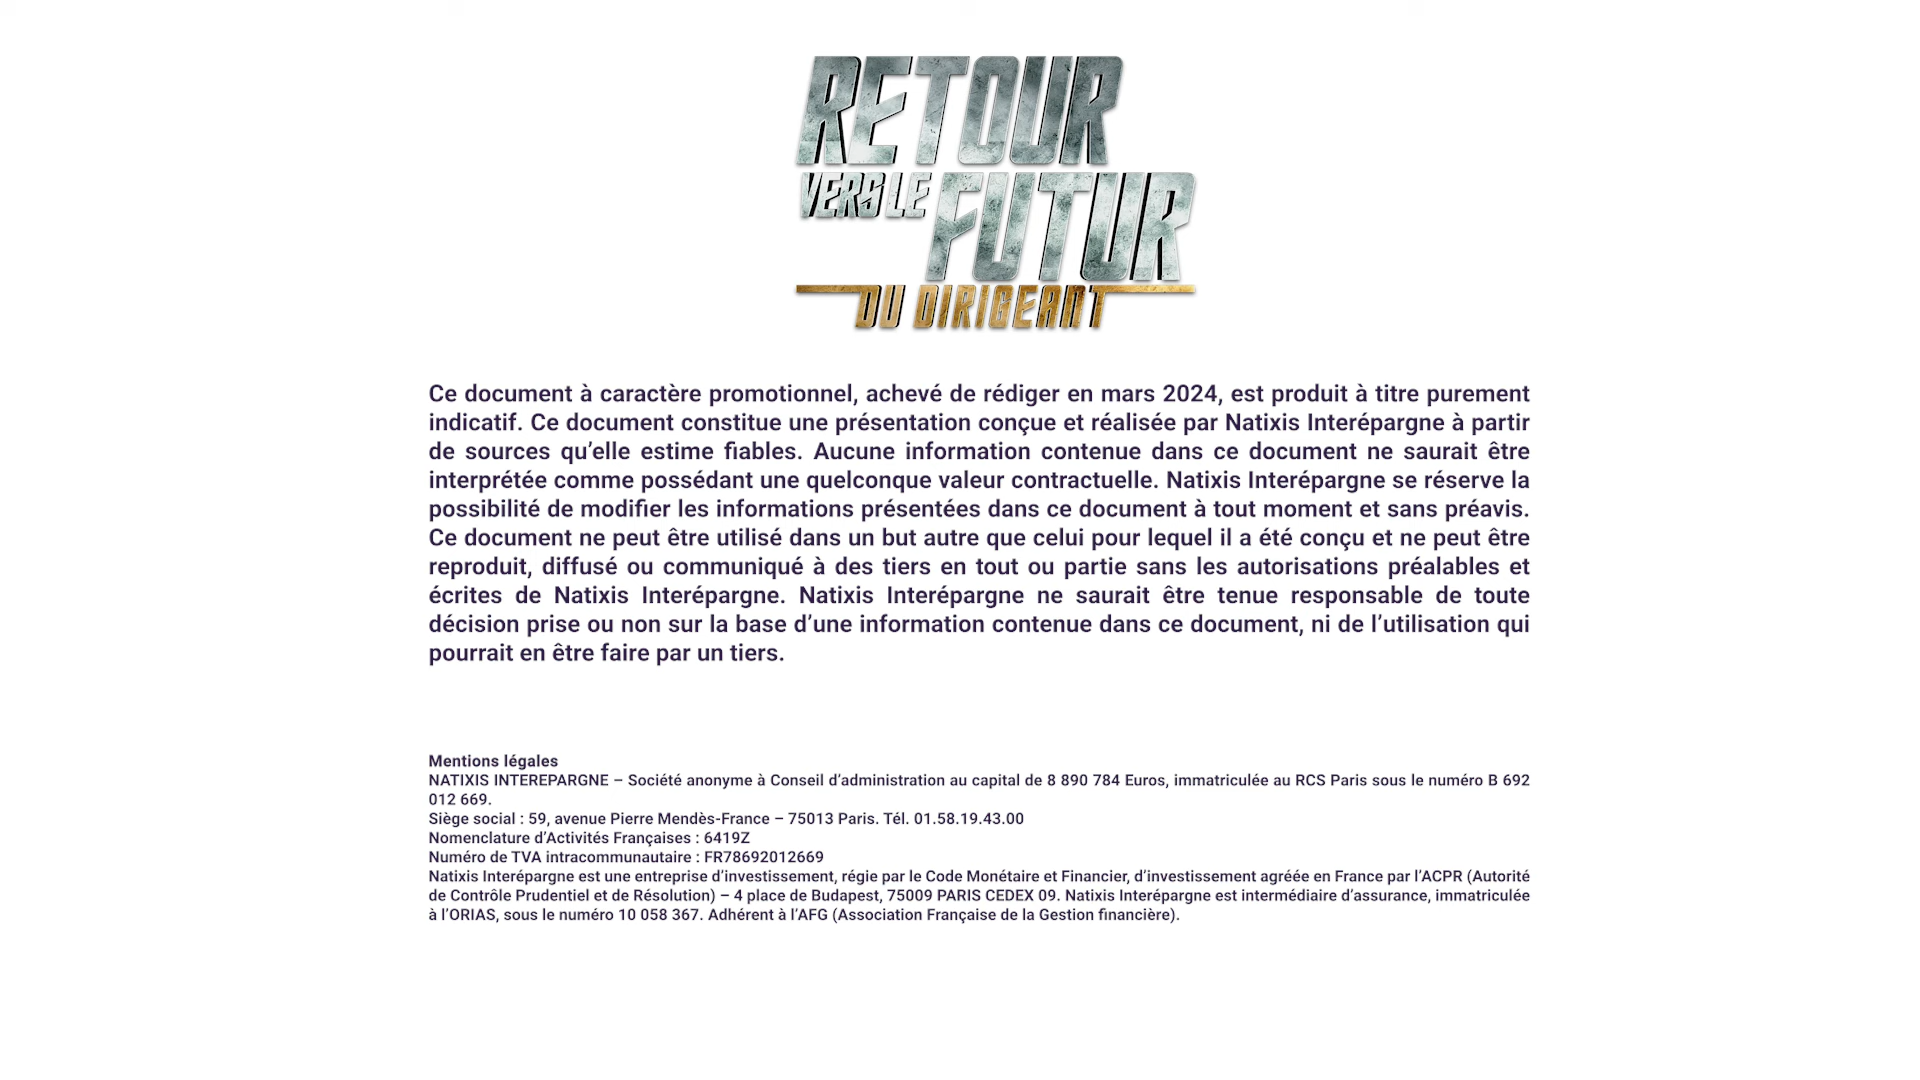 RETOUR
VERS LE FUTUR
DU DIRIGEANT
Ce document à caractère promotionnel, achevé de rédiger en mars 2024, est produit à titre purement
indicatif. Ce document constitue une présentation conçue et réalisée par Natixis Interépargne à partir
de sources qu’elle estime fiables. Aucune information contenue dans ce document ne saurait être
interprétée comme possédant une quelconque valeur contractuelle. Natixis Interépargne se réserve la
possibilité de modifier les informations présentées dans ce document à tout moment et sans préavis.
Ce document ne peut être utilisé dans un but autre que celui pour lequel il a été conçu et ne peut être
reproduit, diffusé ou communiqué à des tiers en tout ou partie sans les autorisations préalables et
écrites de Natixis Interépargne. Natixis Interépargne ne saurait être tenue responsable de toute
décision prise ou non sur la base d’une information contenue dans ce document, ni de l’utilisation qui
pourrait en être faire par un tiers.
Mentions légales
NATIXIS INTEREPARGNE – Société anonyme à Conseil d’administration au capital de 8 890 784 Euros, immatriculée au RCS Paris sous le numéro B 692
012 669.
Siège social : 59, avenue Pierre Mendès-France – 75013 Paris. Tél. 01.58.19.43.00
Nomenclature d’Activités Françaises : 6419Z
Numéro de TVA intracommunautaire : FR78692012669
Natixis Interépargne est une entreprise d’investissement, régie par le Code Monétaire et Financier, d’investissement agréée en France par l’ACPR (Autorité
de Contrôle Prudentiel et de Résolution) – 4 place de Budapest, 75009 PARIS CEDEX 09. Natixis Interépargne est intermédiaire d’assurance, immatriculée
à l’ORIAS, sous le numéro 10 058 367. Adhérent à l’AFG (Association Française de la Gestion financière).